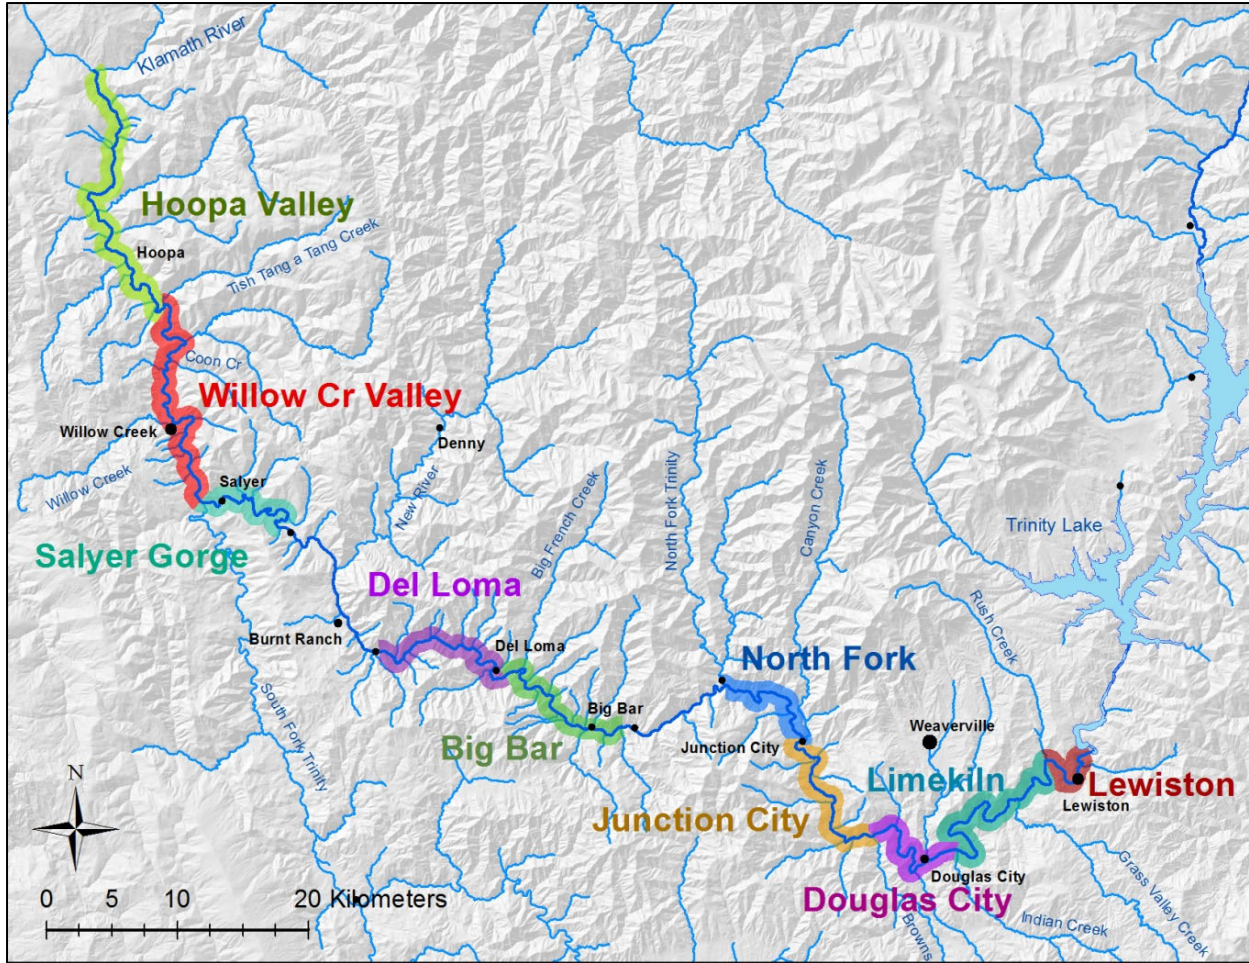 Klamath River
Hoopa Valley
Hoopa
Tish Tang a Tang Creek
Coon Cr
Willow Cr Valley
Willow Creek
Denny
Willow Creek
Salyer
New River
Big French Creek
North Fork Trinity
Canyon Creek
Trinity Lake
Salyer Gorge
Del Loma
Rush Creek
Burnt Ranch
Del Loma
North Fork
South Fork Trinity
Big Bar
Weaverville
Big Bar
Junction City
Limekiln
Lewiston
Lewiston
Junction City
N
Douglas City
Douglas City
Grass Valley Creek
Indian Creek
Browns
0 5 10 20 Kilometers